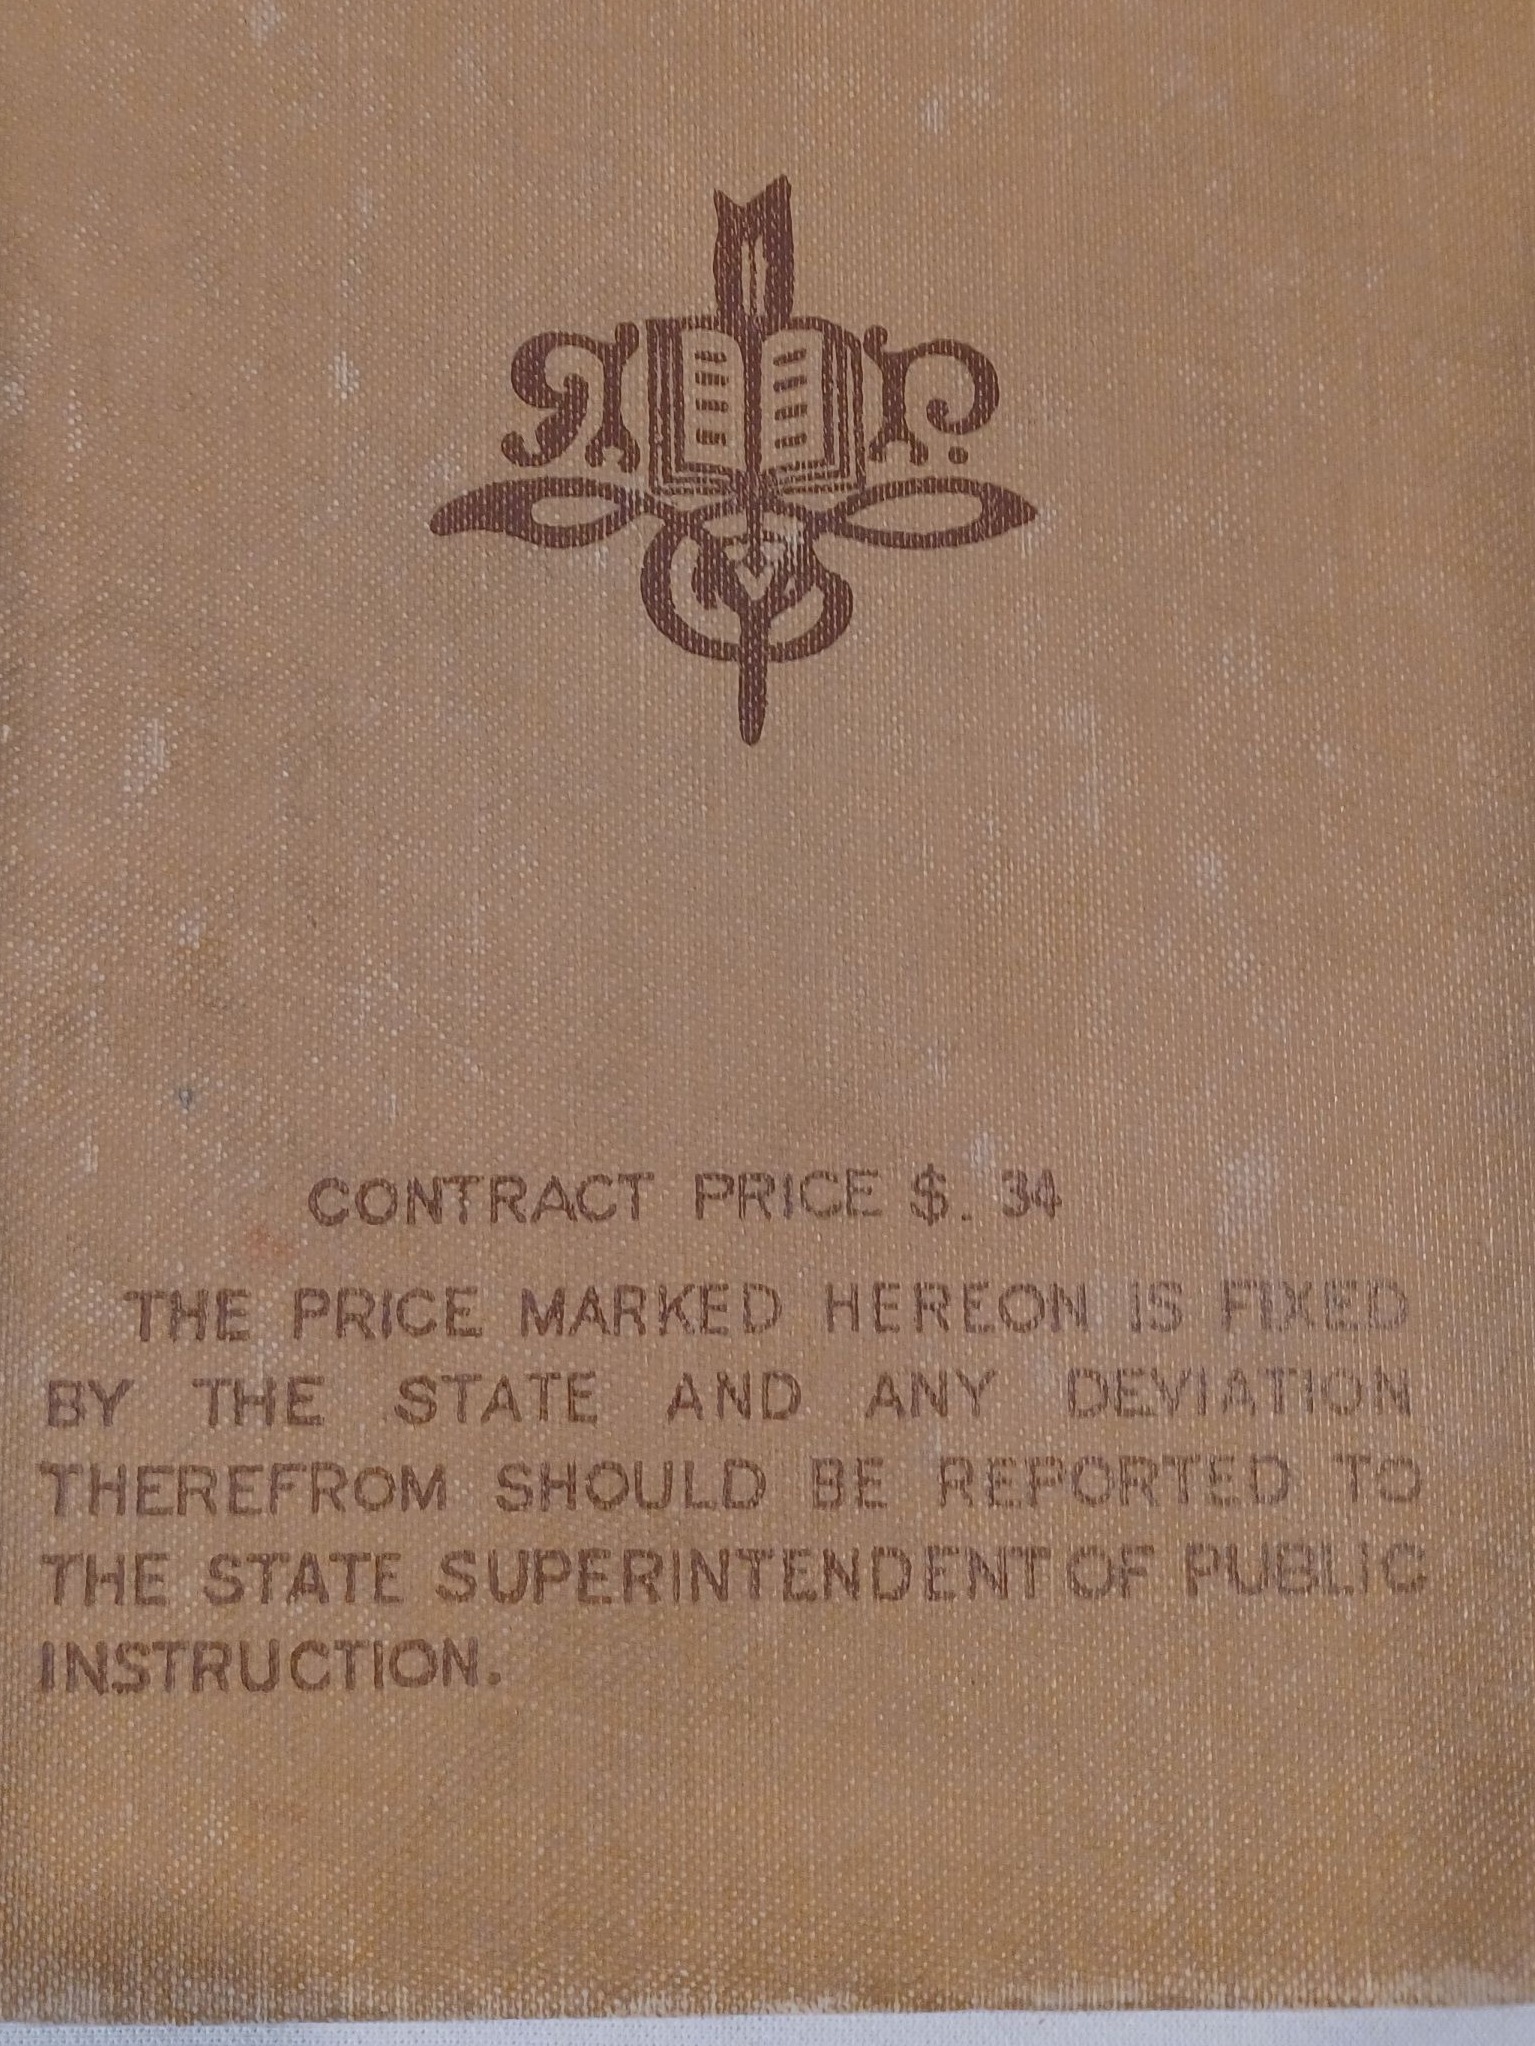 CONTRACT PRICE $. 34
THE PRICE MARKED HEREON IS FIXED
BY THE STATE AND ANY DEVIATION
THEREFROM SHOULD BE REPORTED TO
THE STATE SUPERINTENDENT OF PUBLIC
INSTRUCTION.